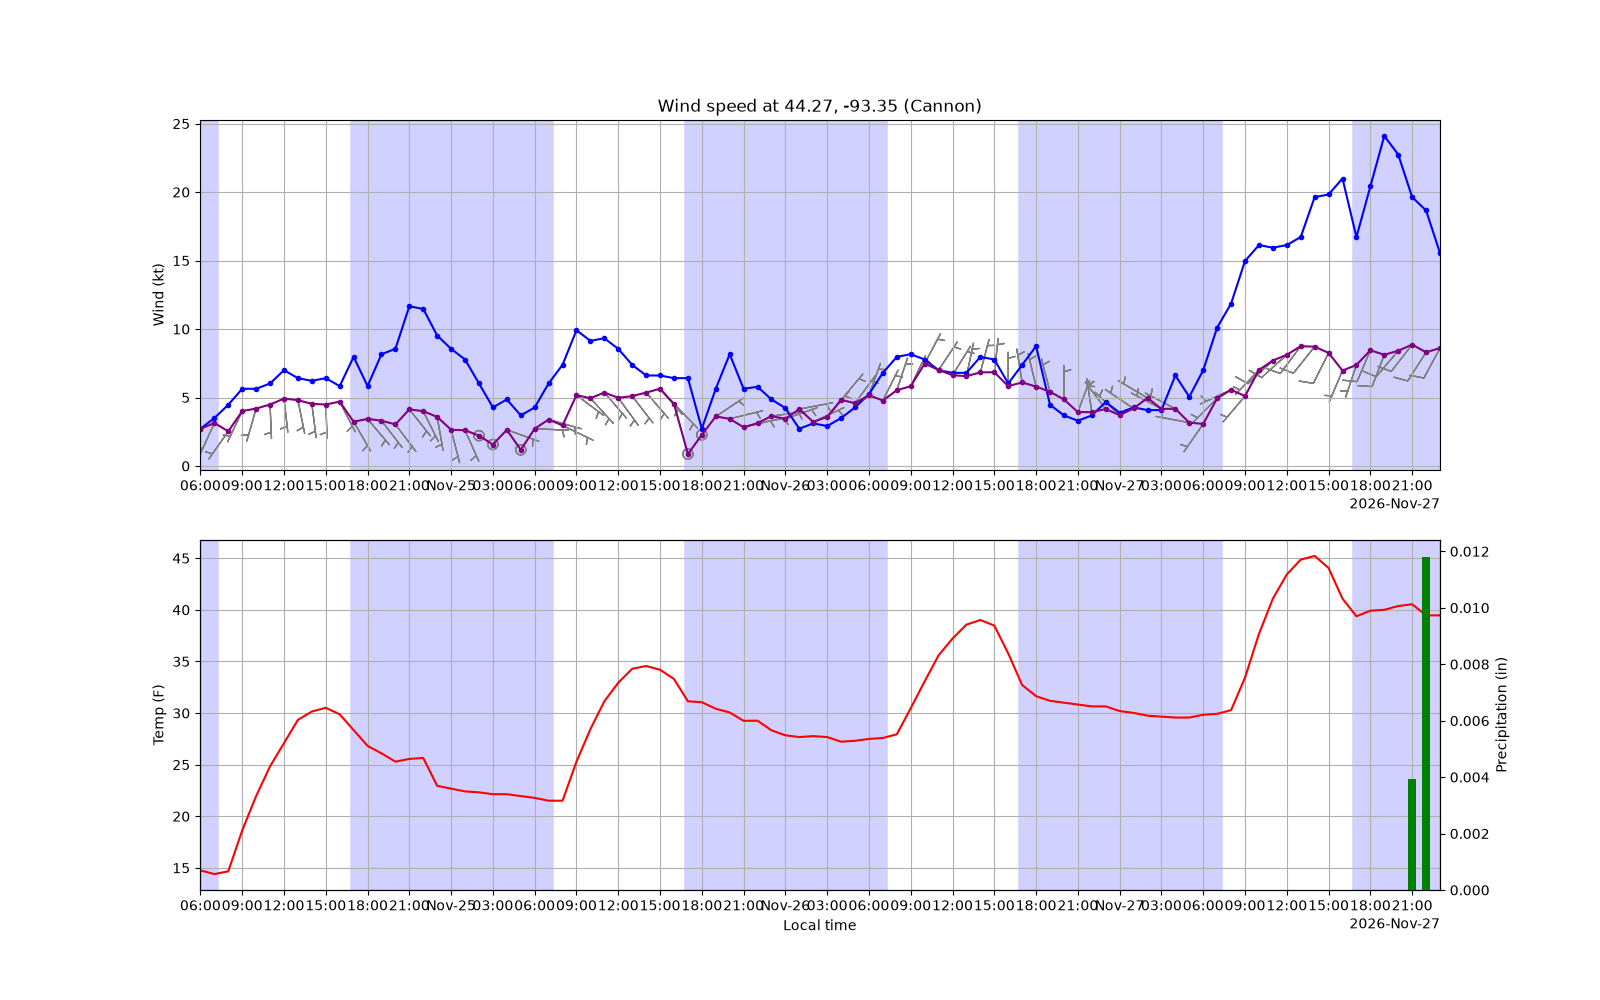 Wind speed at 44.27, -93.35 (Cannon)
25
20
15
10
5
0
Wind (kt)
06:00 09:00 12:00 15:00 18:00 21:00 Nov-25 03:00 06:00 09:00 12:00 15:00 18:00 21:00 Nov-26 03:00 06:00 09:00 12:00 15:00 18:00 21:00 Nov-27 03:00 06:00 09:00 12:00 15:00 18:00 21:00
2026-Nov-27
45
40
35
30
25
20
15
Temp (F)
0.012
0.010
0.008
0.006
0.004
0.002
0.000
Precipitation (in)
06:00 09:00 12:00 15:00 18:00 21:00 Nov-25 03:00 06:00 09:00 12:00 15:00 18:00 21:00 Nov-26 03:00 06:00 09:00 12:00 15:00 18:00 21:00 Nov-27 03:00 06:00 09:00 12:00 15:00 18:00 21:00
Local time
2026-Nov-27